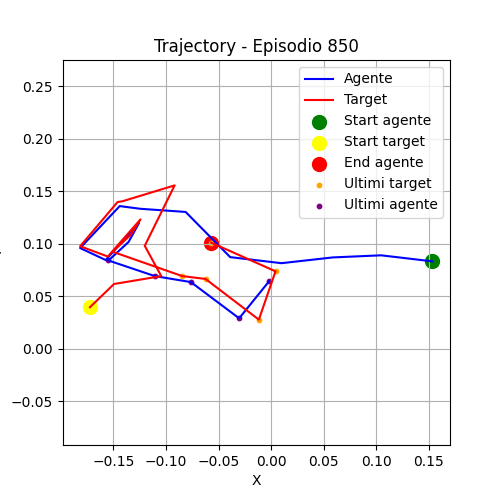 Trajectory - Episodio 850
Agente
Target
Start agente
Start target
End agente
Ultimi target
Ultimi agente
0.25
0.20
0.15
0.10
0.05
0.00
−0.05
−0.15
−0.10
−0.05
0.00
0.05
0.10
0.15
X